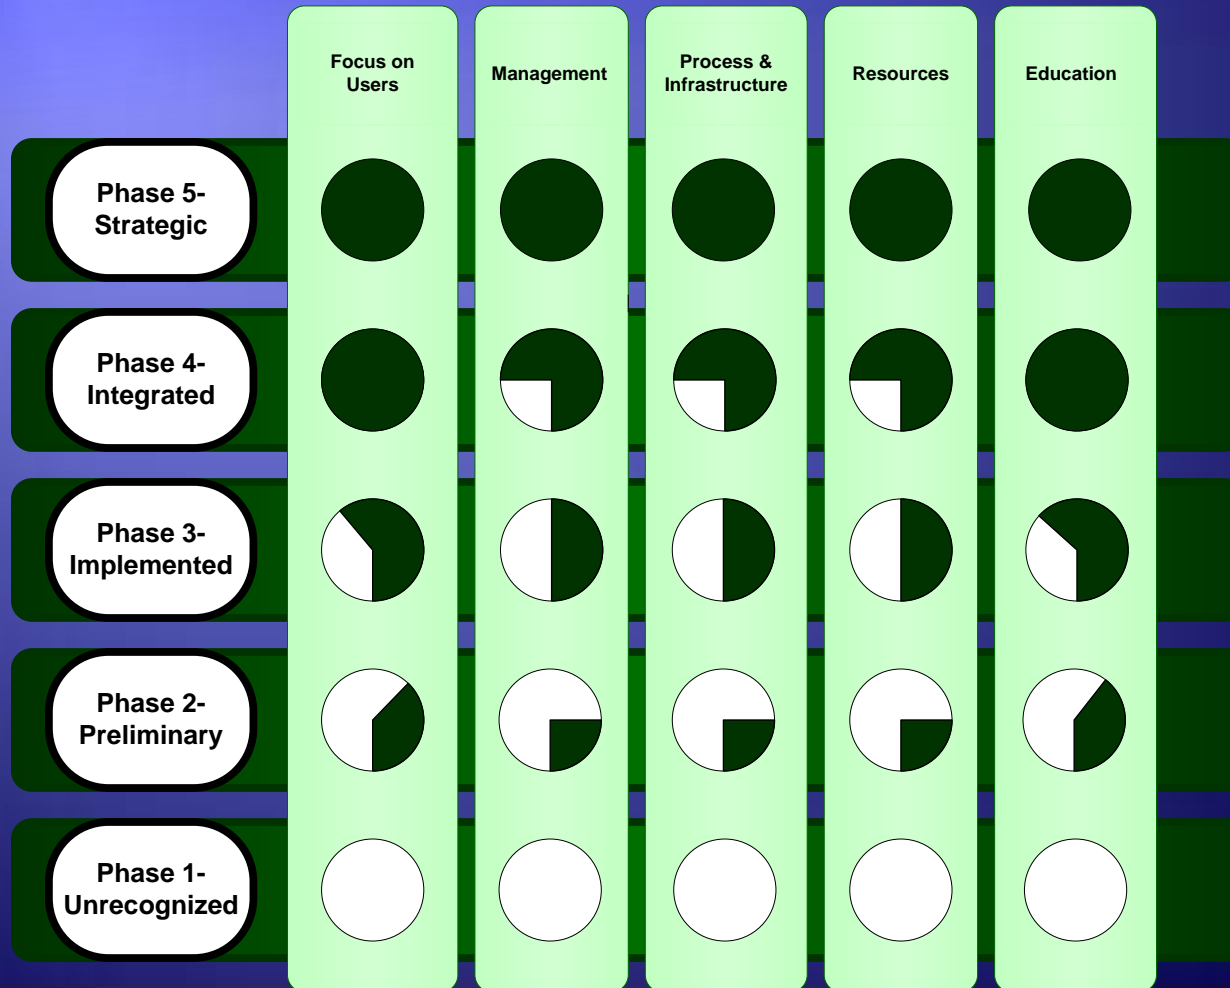 Focus on
Users
Management
Process &
Infrastructure
Resources
Education
Phase 5-
Strategic
Phase 4-
Integrated
Phase 3-
Implemented
Phase 2-
Preliminary
Phase 1-
Unrecognized